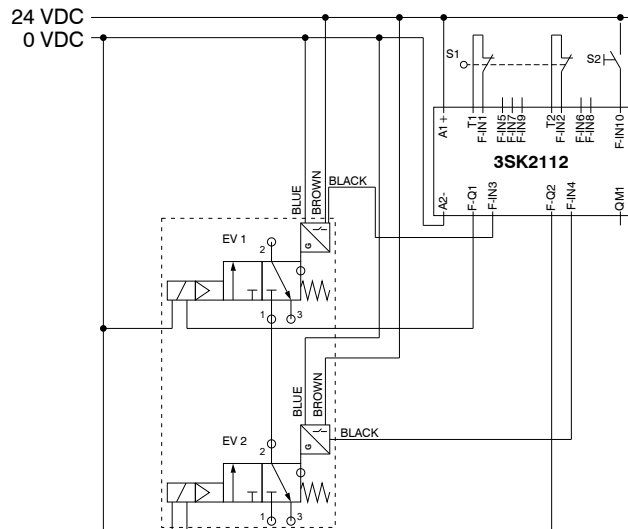 24 VDC
0 VDC
S1
S2
A1+
T1
F-IN1
F-IN5
F-IN7
F-IN9
T2
F-IN2
F-IN6
F-IN8
F-IN10
3SK2112
A2-
F-Q1
F-IN3
F-Q2
F-IN4
QM1
BLUE
BROWN
BLACK
EV 1
2
G
1
3
BLUE
BROWN
BLACK
EV 2
2
G
1
3